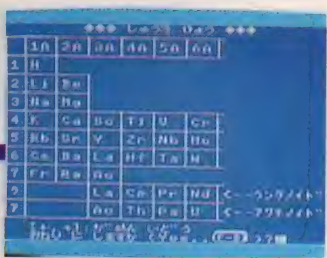 しゅうき ひょう
1A 2A 3A 4A 5A 6A
1 H
2 Li Be
3 Na Mg
4 K Ca Sc Ti V Cr
5 Rb Sr Y Zr Nb Mo
6 Cs Ba La Hf Ta W
7 Fr Ra Ac
6 La Ce Pr Nd <--ランタノイド
7 Ac Th Pa U <--アクチノイド